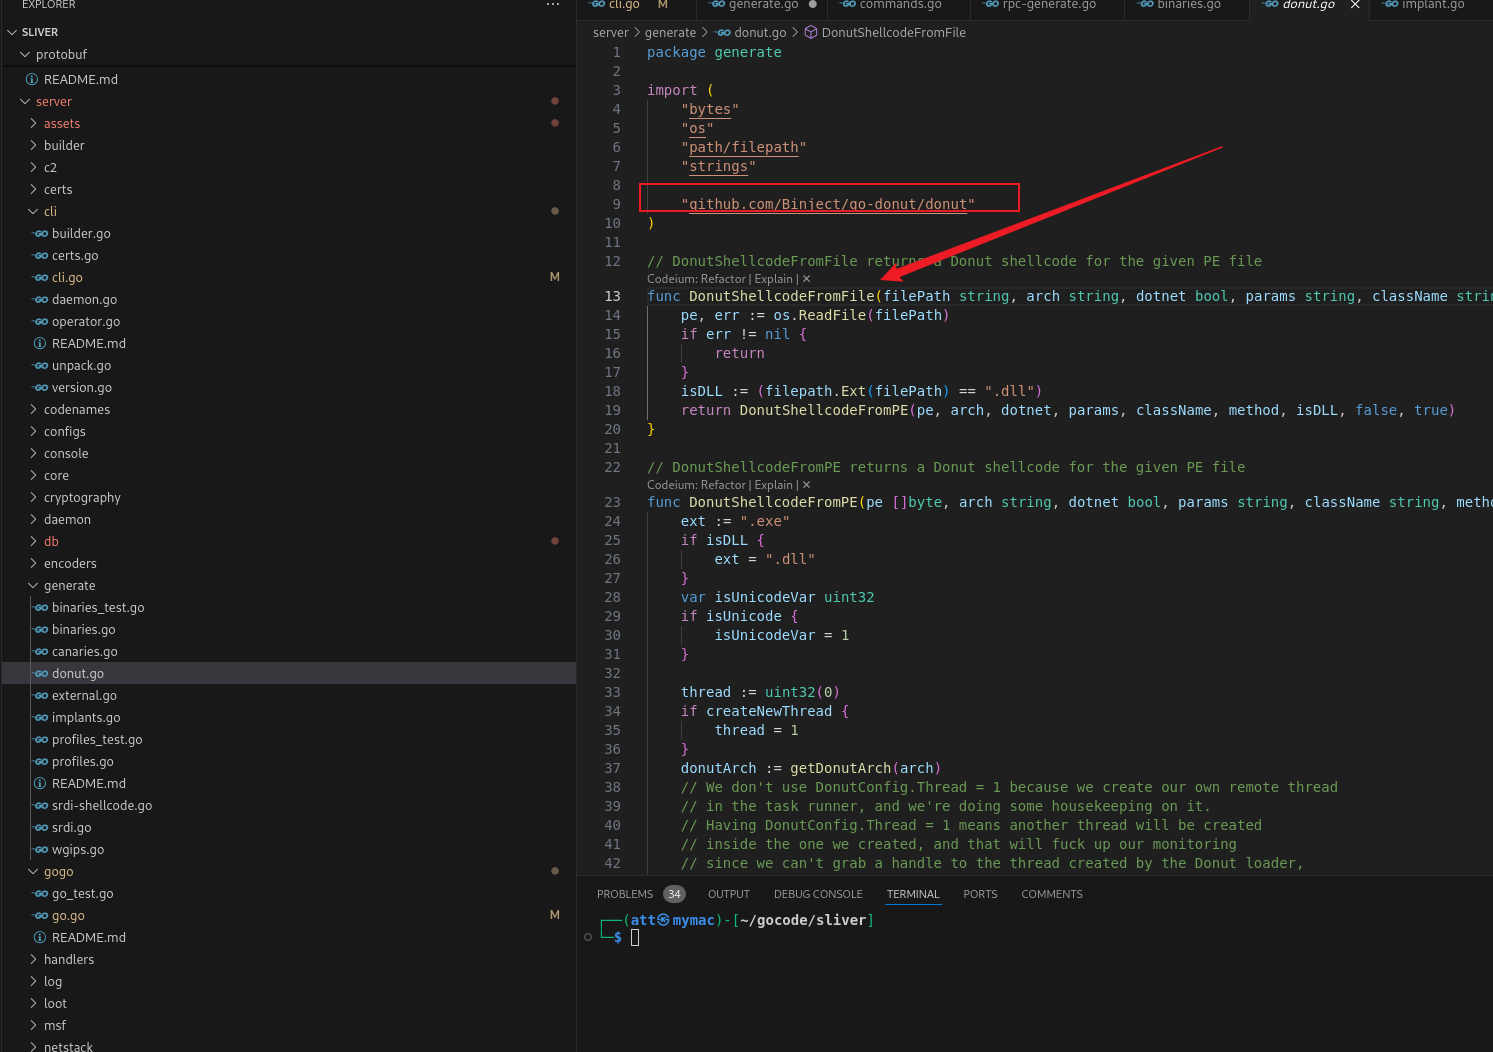 EXPLORER
SLIVER
protobuf
README.md
server
assets
builder
c2
certs
cli
builder.go
certs.go
cli.go M
daemon.go
operator.go
README.md
unpack.go
version.go
codenames
configs
console
core
cryptography
daemon
db
encoders
generate
binaries_test.go
binaries.go
canaries.go
donut.go
external.go
implants.go
profiles_test.go
profiles.go
README.md
srdi-shellcode.go
srdi.go
wgips.go
gogo
go_test.go
go.go M
README.md
handlers
log
loot
msf
netstack
cli.go M generate.go commands.go rpc-generate.go binaries.go donut.go implant.go
server > generate > donut.go > DonutShellcodeFromFile
1 package generate
2
3 import (
4 "bytes"
5 "os"
6 "path/filepath"
7 "strings"
8
9 "github.com/Binject/go-donut/donut"
10 )
11
12 // DonutShellcodeFromFile returns a Donut shellcode for the given PE file
Codeium: Refactor | Explain | ×
13 func DonutShellcodeFromFile(filePath string, arch string, dotnet bool, params string, className strin
14 pe, err := os.ReadFile(filePath)
15 if err != nil {
16 return
17 }
18 isDLL := (filepath.Ext(filePath) == ".dll")
19 return DonutShellcodeFromPE(pe, arch, dotnet, params, className, method, isDLL, false, true)
20 }
21
22 // DonutShellcodeFromPE returns a Donut shellcode for the given PE file
Codeium: Refactor | Explain | ×
23 func DonutShellcodeFromPE(pe []byte, arch string, dotnet bool, params string, className string, metho
24 ext := ".exe"
25 if isDLL {
26 ext = ".dll"
27 }
28 var isUnicodeVar uint32
29 if isUnicode {
30 isUnicodeVar = 1
31 }
32
33 thread := uint32(0)
34 if createNewThread {
35 thread = 1
36 }
37 donutArch := getDonutArch(arch)
38 // We don't use DonutConfig.Thread = 1 because we create our own remote thread
39 // in the task runner, and we're doing some housekeeping on it.
40 // Having DonutConfig.Thread = 1 means another thread will be created
41 // inside the one we created, and that will fuck up our monitoring
42 // since we can't grab a handle to the thread created by the Donut loader,
PROBLEMS 34 OUTPUT DEBUG CONSOLE TERMINAL PORTS COMMENTS
┌──(att㉿mymac)-[~/gocode/sliver]
└─$